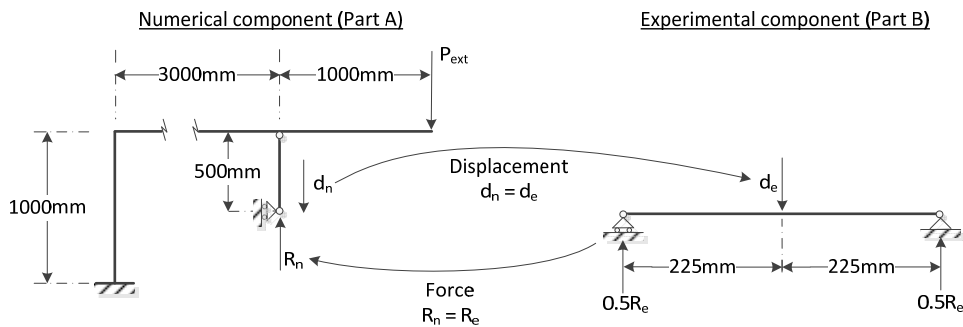 Numerical component (Part A)
Experimental component (Part B)
Pext
3000mm
1000mm
500mm
dn
Displacement
dn = de
de
1000mm
Rn
225mm
225mm
Force
Rn = Re
0.5Re
0.5Re